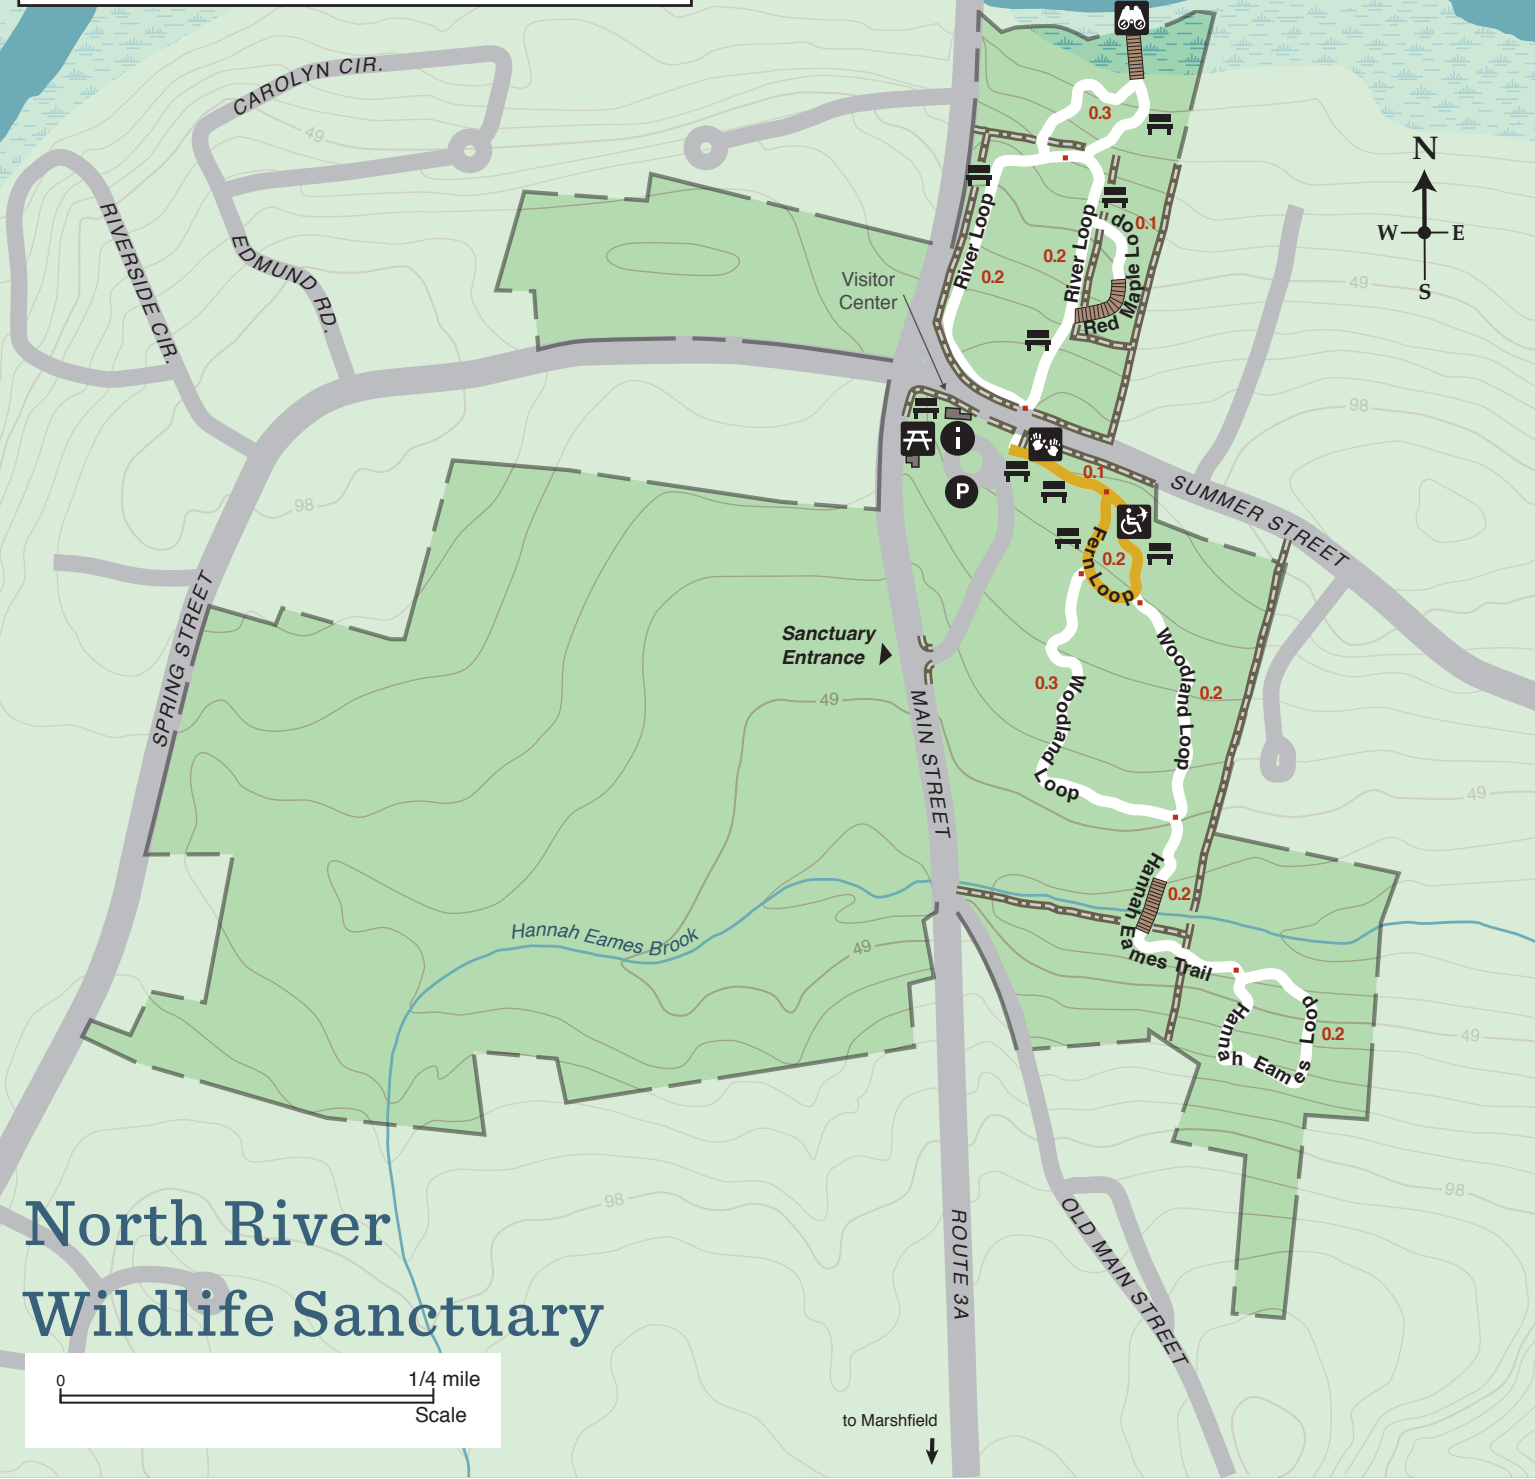 CAROLYN CIR.
49
0.3
N
W
E
S
RIVERSIDE CIR.
EDMUND RD.
River Loop
0.2
0.2
River Loop
0.1
Red Maple Loop
Visitor
Center
49
98
i
P
0.1
SUMMER STREET
98
Fern Loop
0.2
SPRING STREET
Sanctuary
Entrance
0.3
Woodland Loop
Woodland Loop
0.2
49
MAIN STREET
49
Hannah Eames Trail
0.2
Hannah Eames Brook
49
Hannah Eames Loop
0.2
49
98
98
North River
Wildlife Sanctuary
ROUTE 3A
OLD MAIN STREET
0
1/4 mile
Scale
to Marshfield